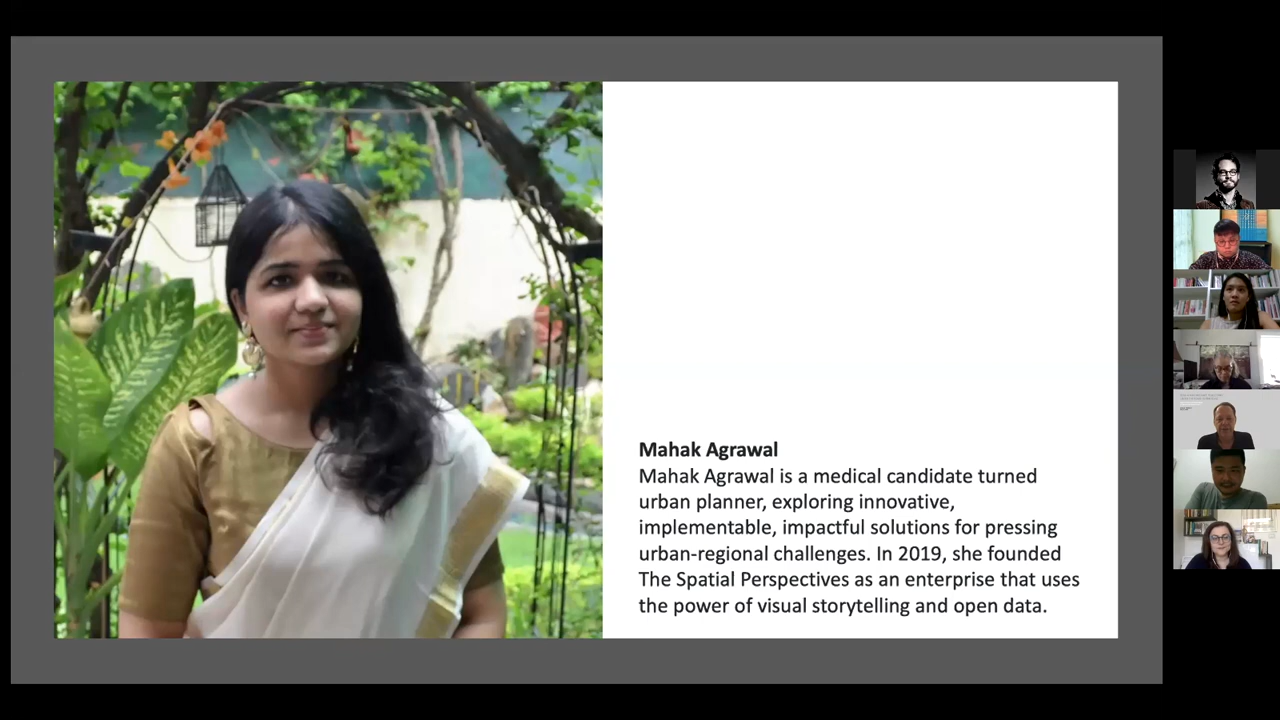 Mahak Agrawal
Mahak Agrawal is a medical candidate turned
urban planner, exploring innovative,
implementable, impactful solutions for pressing
urban-regional challenges. In 2019, she founded
The Spatial Perspectives as an enterprise that uses
the power of visual storytelling and open data.